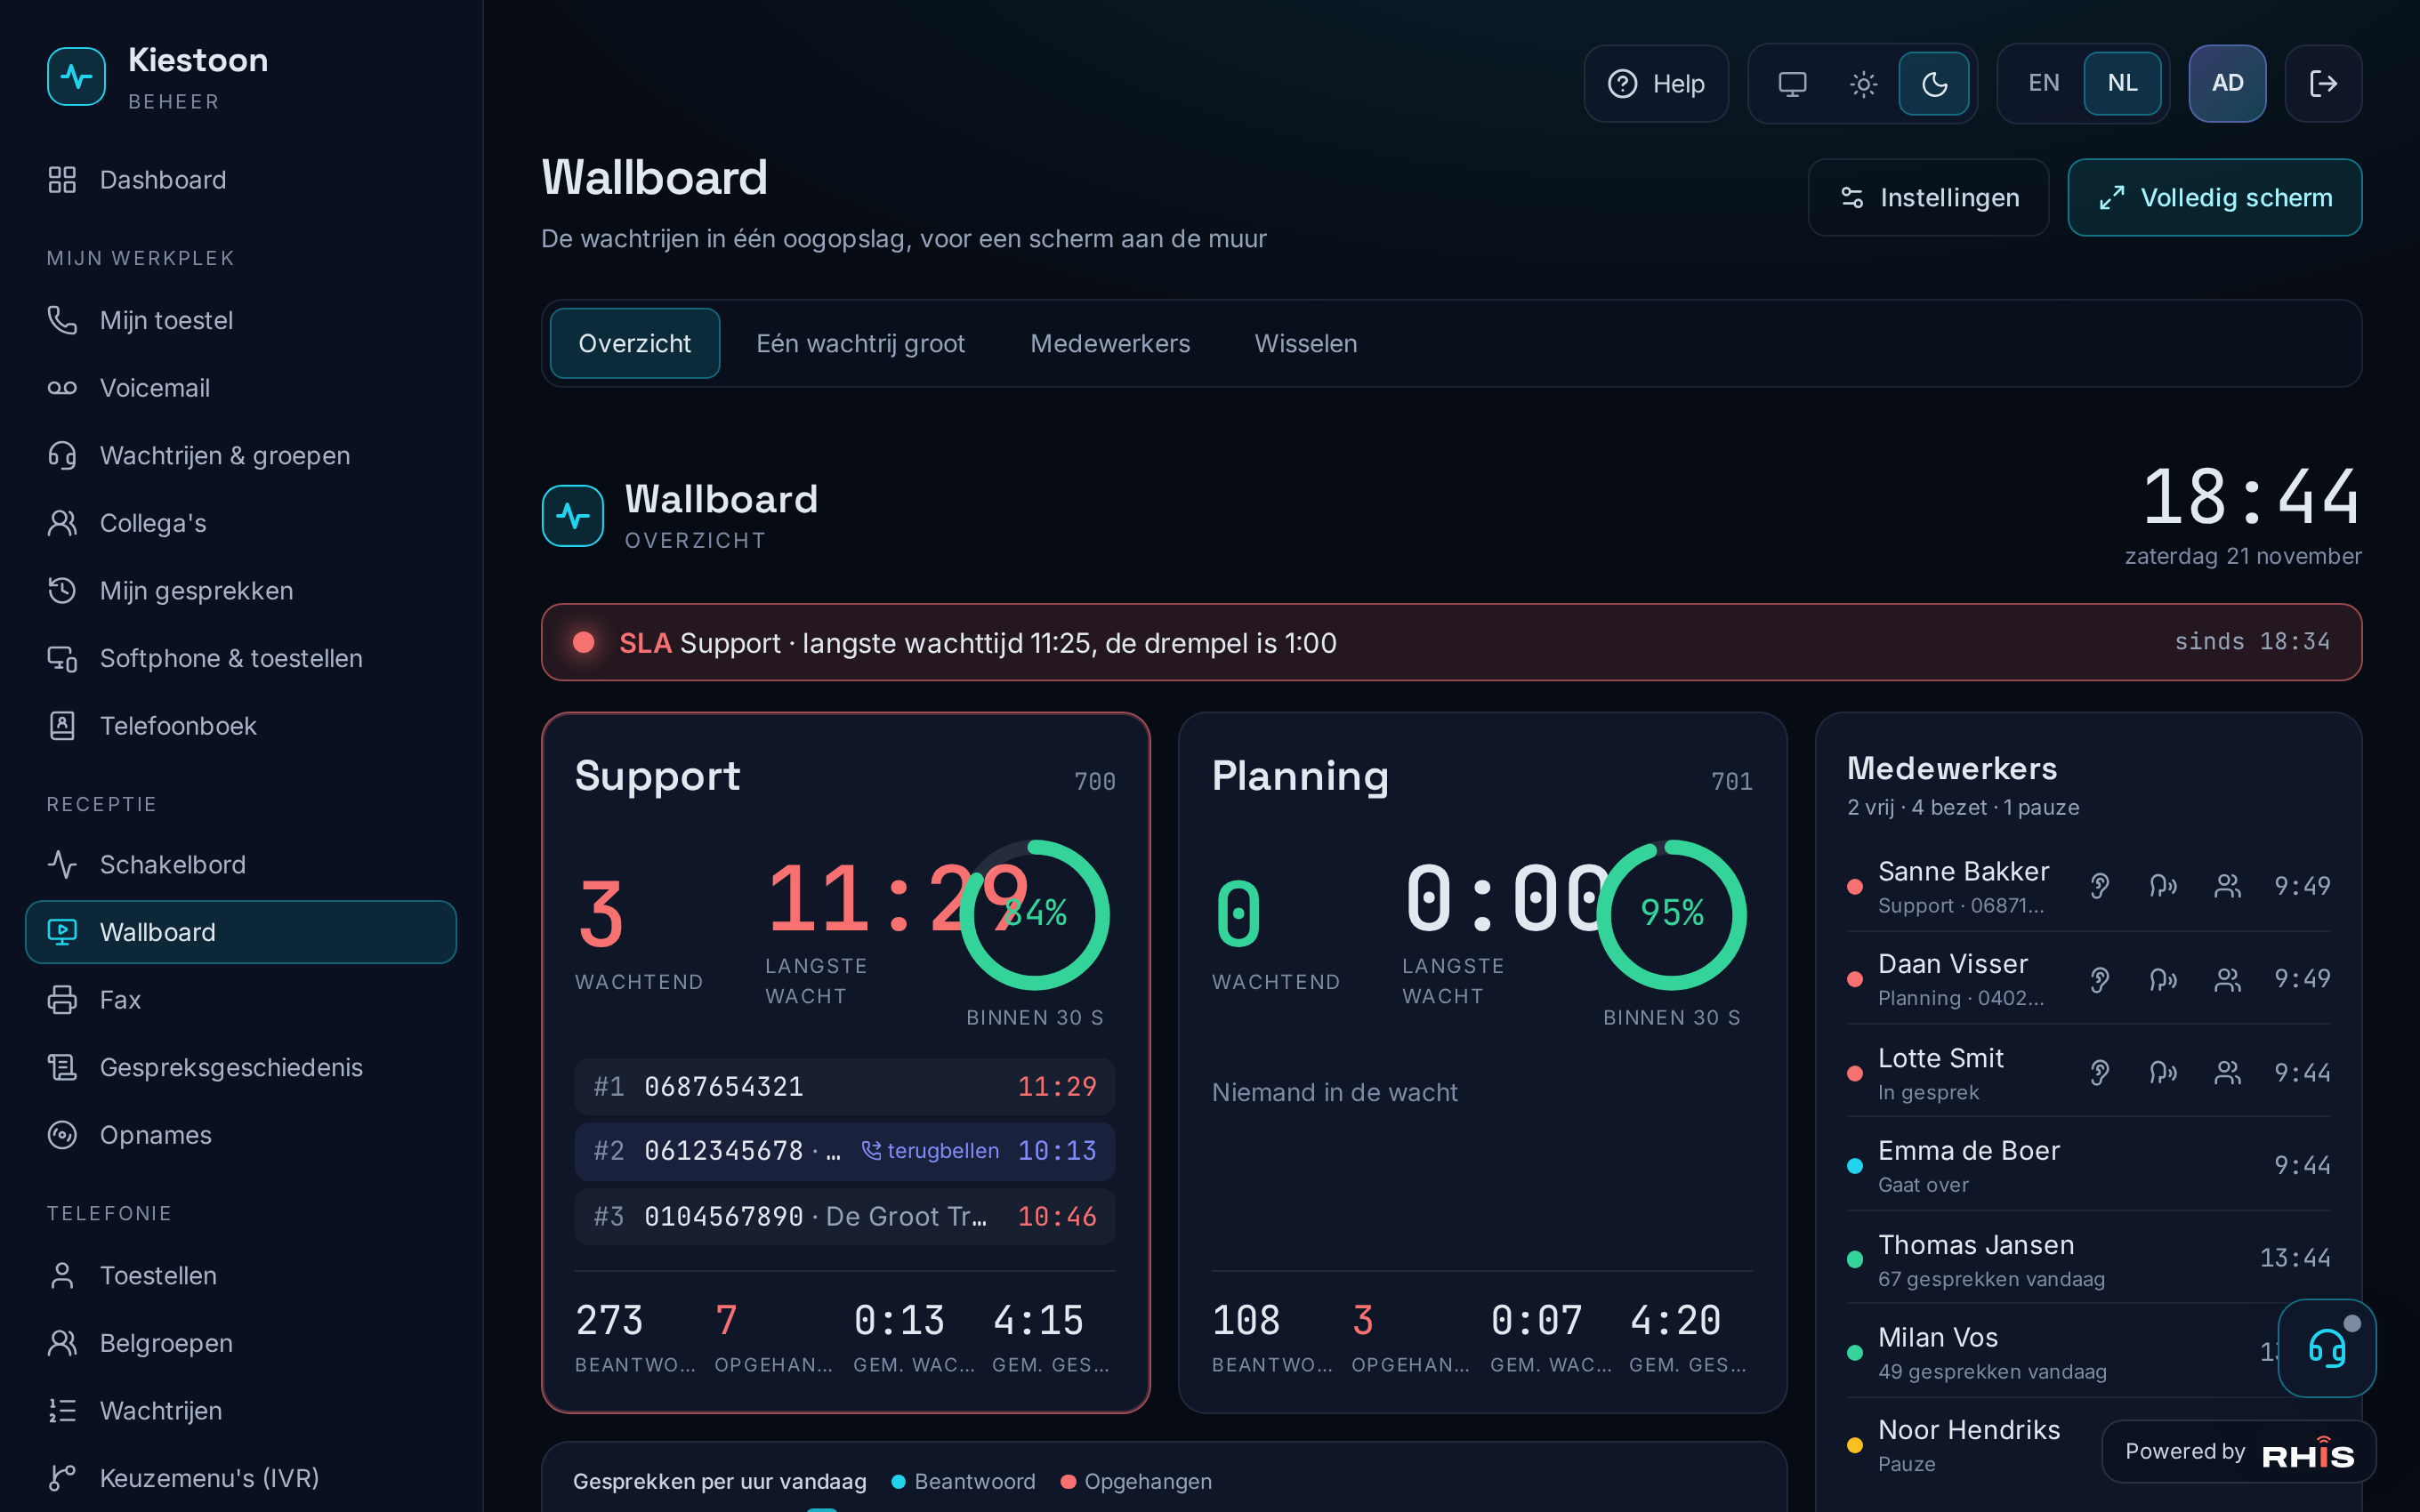 Kiestoon
BEHEER
Dashboard
MIJN WERKPLEK
Mijn toestel
Voicemail
Wachtrijen & groepen
Collega's
Mijn gesprekken
Softphone & toestellen
Telefoonboek
RECEPTIE
Schakelbord
Wallboard
Fax
Gespreksgeschiedenis
Opnames
TELEFONIE
Toestellen
Belgroepen
Wachtrijen
Keuzemenu's (IVR)
Help
EN NL
AD
Wallboard
De wachtrijen in één oogopslag, voor een scherm aan de muur
Instellingen
Volledig scherm
Overzicht Eén wachtrij groot Medewerkers Wisselen
Wallboard
OVERZICHT
18:44
zaterdag 21 november
SLA Support · langste wachttijd 11:25, de drempel is 1:00
sinds 18:34
Support 700
3
WACHTEND
11:29
LANGSTE
WACHT
84%
BINNEN 30 S
#1 0687654321 11:29
#2 0612345678 · … terugbellen 10:13
#3 0104567890 · De Groot Tr… 10:46
273 7 0:13 4:15
BEANTWO… OPGEHAN… GEM. WAC… GEM. GES…
Planning 701
0
WACHTEND
0:00
LANGSTE
WACHT
95%
BINNEN 30 S
Niemand in de wacht
108 3 0:07 4:20
BEANTWO… OPGEHAN… GEM. WAC… GEM. GES…
Medewerkers
2 vrij · 4 bezet · 1 pauze
Sanne Bakker 9:49
Support · 06871…
Daan Visser 9:49
Planning · 0402…
Lotte Smit 9:44
In gesprek
Emma de Boer 9:44
Gaat over
Thomas Jansen 13:44
67 gesprekken vandaag
Milan Vos
49 gesprekken vandaag
Noor Hendriks
Pauze
Gesprekken per uur vandaag Beantwoord Opgehangen
Powered by RHIS